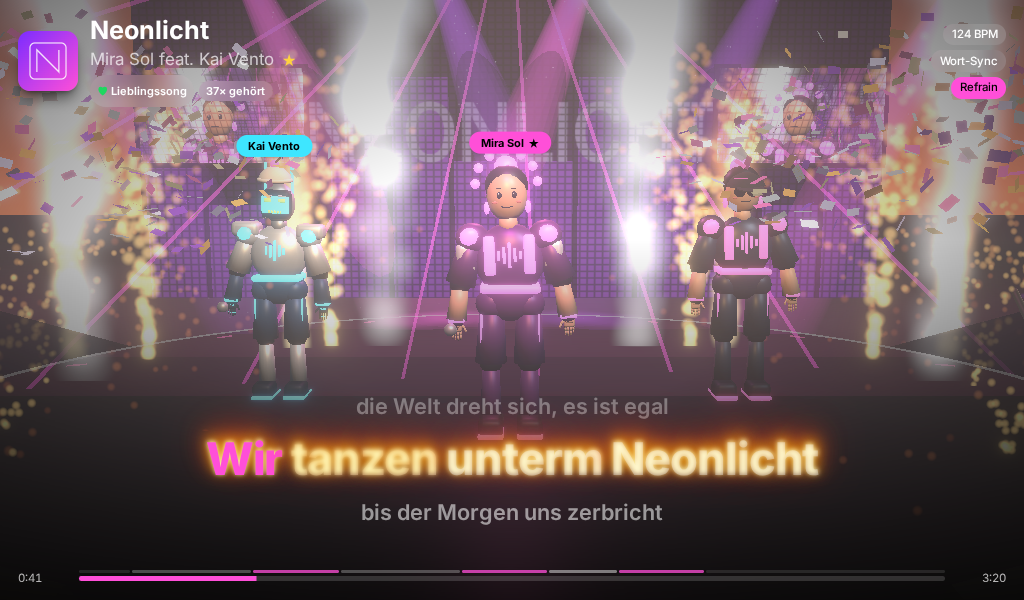 Neonlicht
Mira Sol feat. Kai Vento ⭐
♥ Lieblingssong
37× gehört
124 BPM
Wort-Sync
Refrain
Kai Vento
Mira Sol ★
die Welt dreht sich, es ist egal
Wir tanzen unterm Neonlicht
bis der Morgen uns zerbricht
0:41
3:20